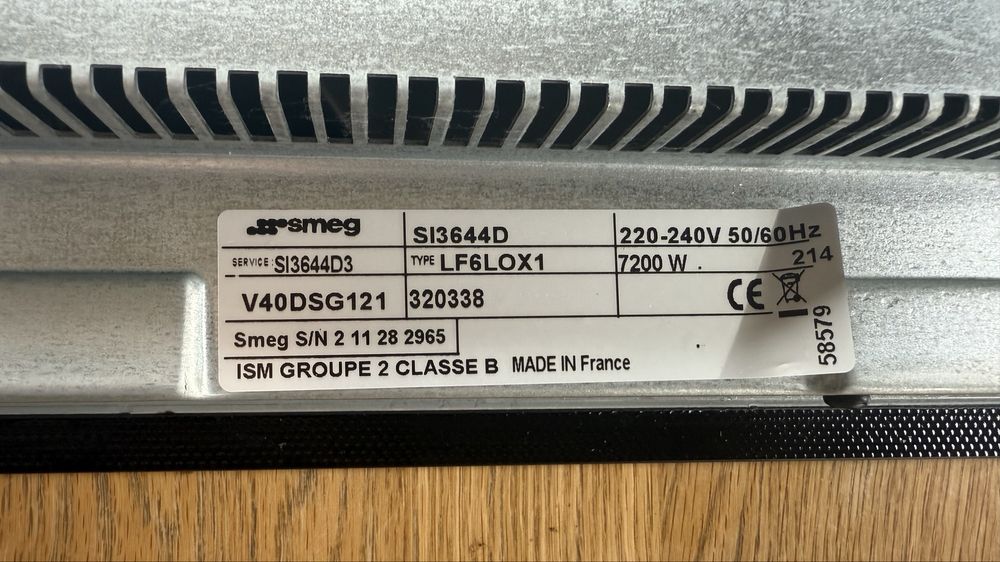 smeg
SI3644D
220-240V 50/60Hz
SERVICE: SI3644D3
TYPE LF6LOX1
7200 W .
214
V40DSG121
320338
CE
Smeg S/N 2 11 28 2965
ISM GROUPE 2 CLASSE B MADE IN France
58579